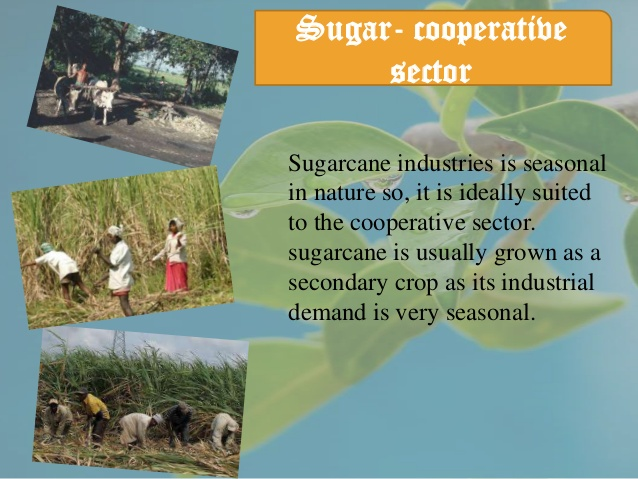 Sugar- cooperative
sector
Sugarcane industries is seasonal
in nature so, it is ideally suited
to the cooperative sector.
sugarcane is usually grown as a
secondary crop as its industrial
demand is very seasonal.